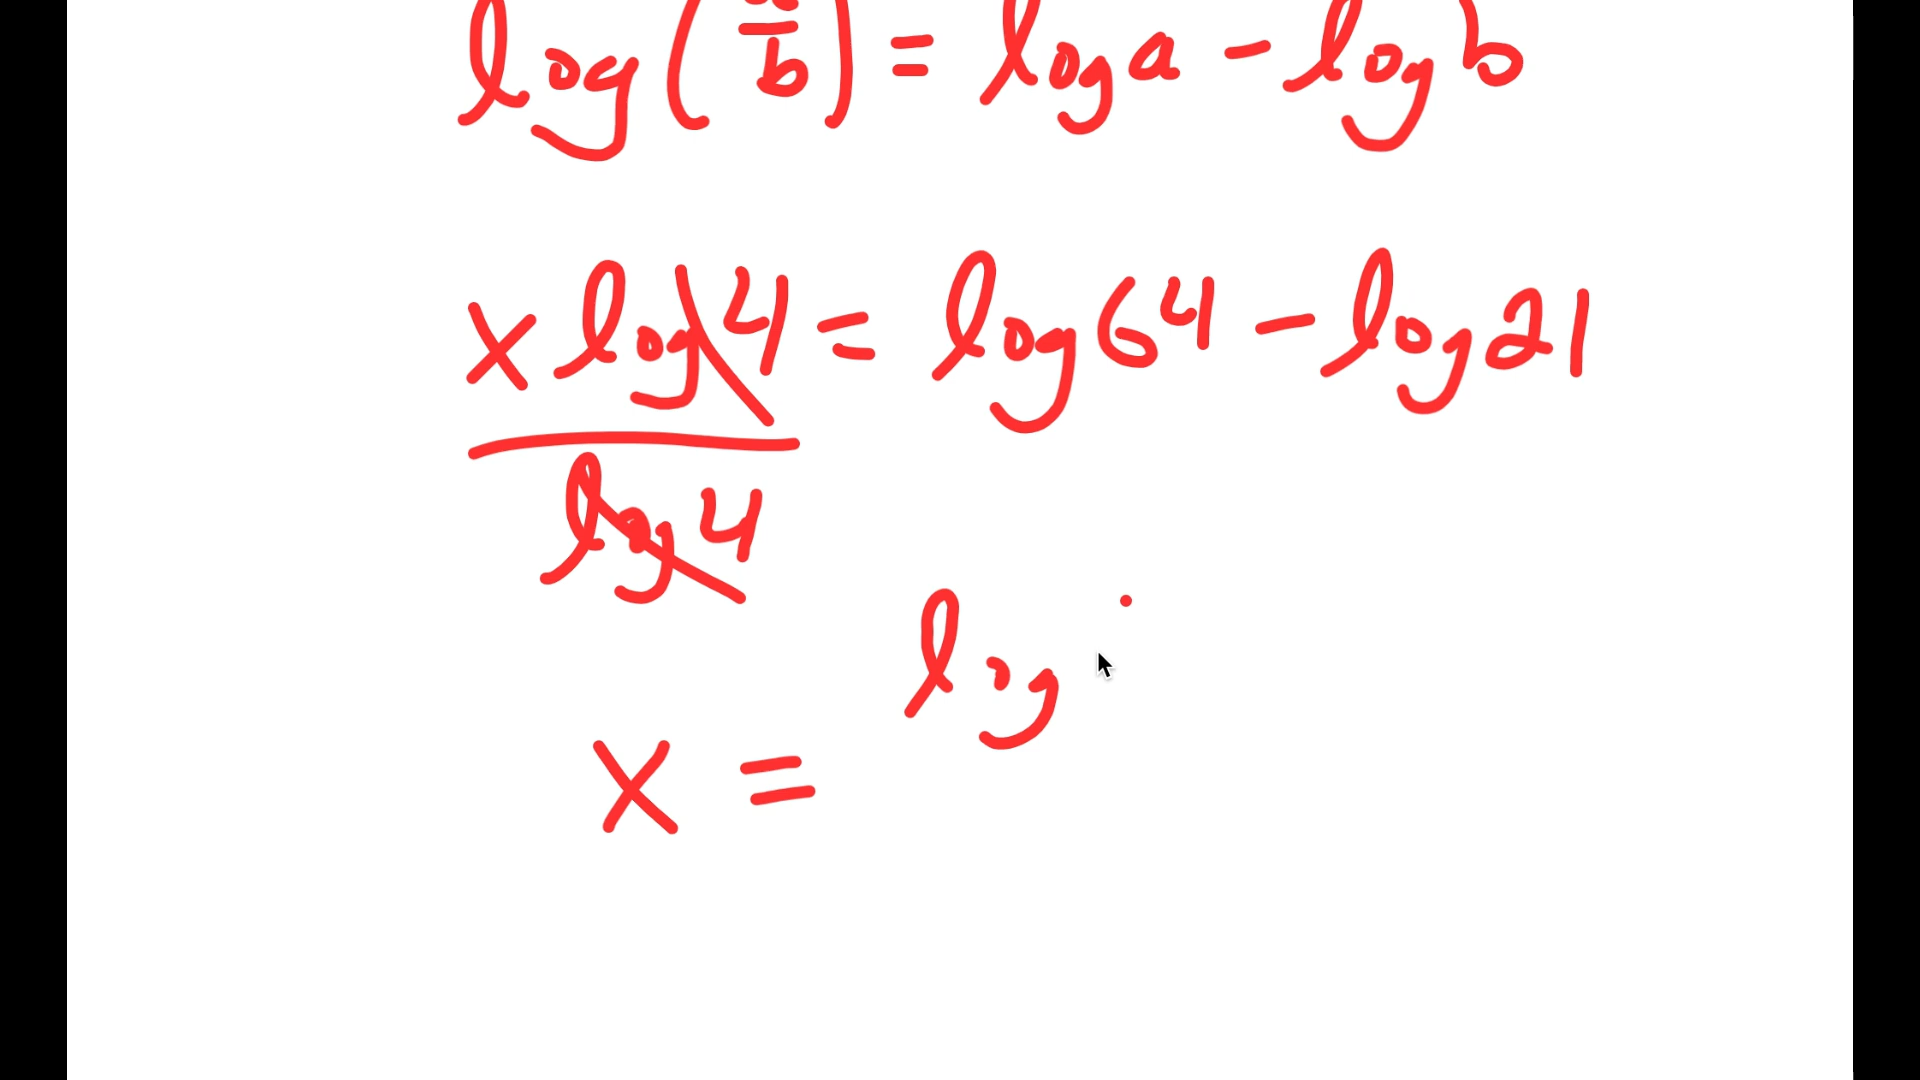 log(a/b) = log a - log b
x log 4 = log 64 - log 21
log 4
log
x =